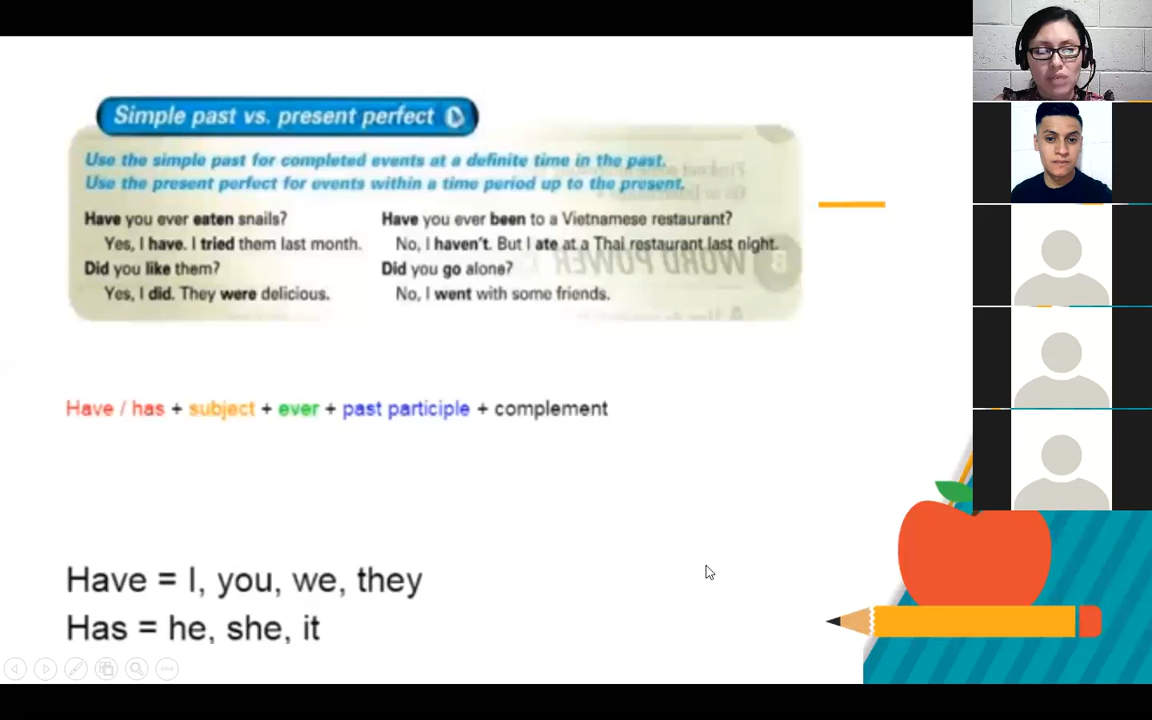 Simple past vs. present perfect
Use the simple past for completed events at a definite time in the past.
Use the present perfect for events within a time period up to the present.
Have you ever eaten snails?
Yes, I have. I tried them last month.
Did you like them?
Yes, I did. They were delicious.
Have you ever been to a Vietnamese restaurant?
No, I haven't. But I ate at a Thai restaurant last night.
Did you go alone?
No, I went with some friends.
WORD POWER
Have / has + subject + ever + past participle + complement
Have = I, you, we, they
Has = he, she, it